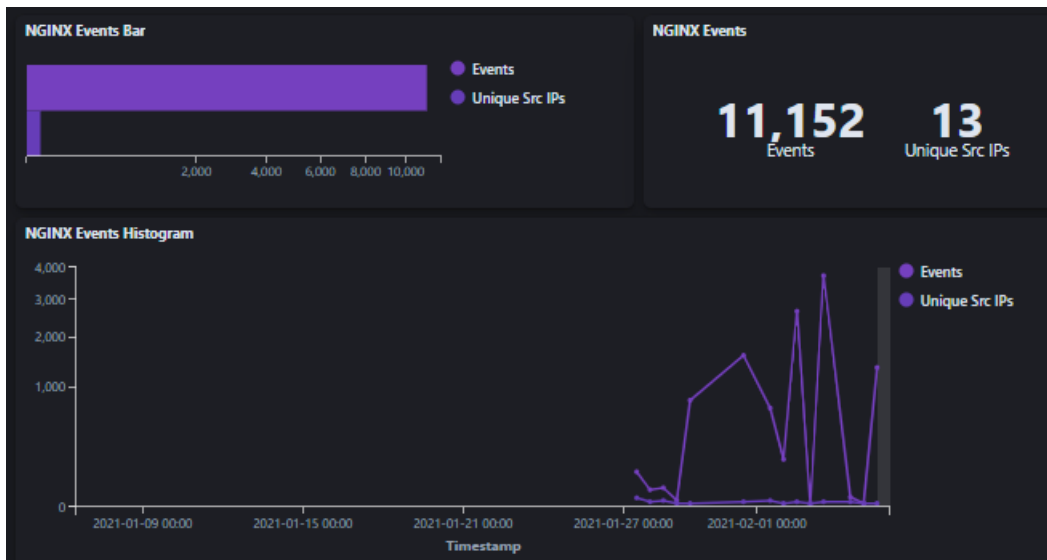 NGINX Events Bar
Events
Unique Src IPs
2,000 4,000 6,000 8,000 10,000
NGINX Events
11,152 13
Events Unique Src IPs
NGINX Events Histogram
4,000
3,000
2,000
1,000
0
2021-01-09 00:00 2021-01-15 00:00 2021-01-21 00:00 2021-01-27 00:00 2021-02-01 00:00
Timestamp
Events
Unique Src IPs